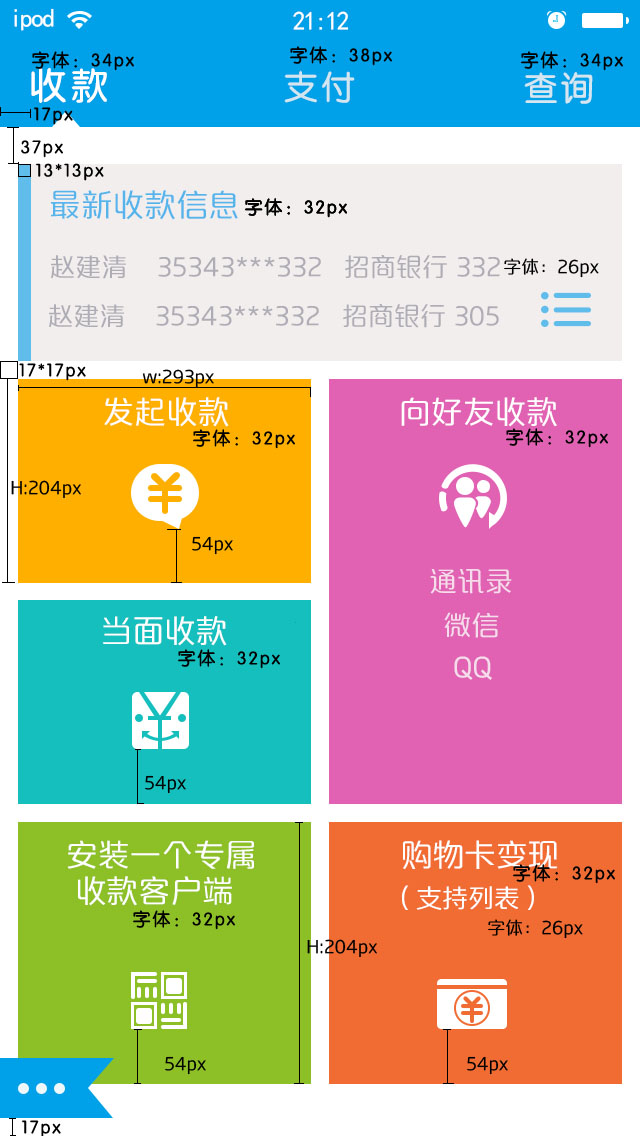 ipod 21:12
字体：34px 字体：38px 字体：34px
收款 支付 查询
17px
37px
13*13px
最新收款信息 字体：32px
赵建清 35343***332 招商银行 332 字体：26px
赵建清 35343***332 招商银行 305
17*17px
w:293px
发起收款 向好友收款
字体：32px 字体：32px
¥
H:204px
54px
通讯录
微信
QQ
当面收款
字体：32px
54px
安装一个专属 购物卡变现
收款客户端 （支持列表）
字体：32px
字体：32px 字体：26px
H:204px
¥
54px 54px
17px